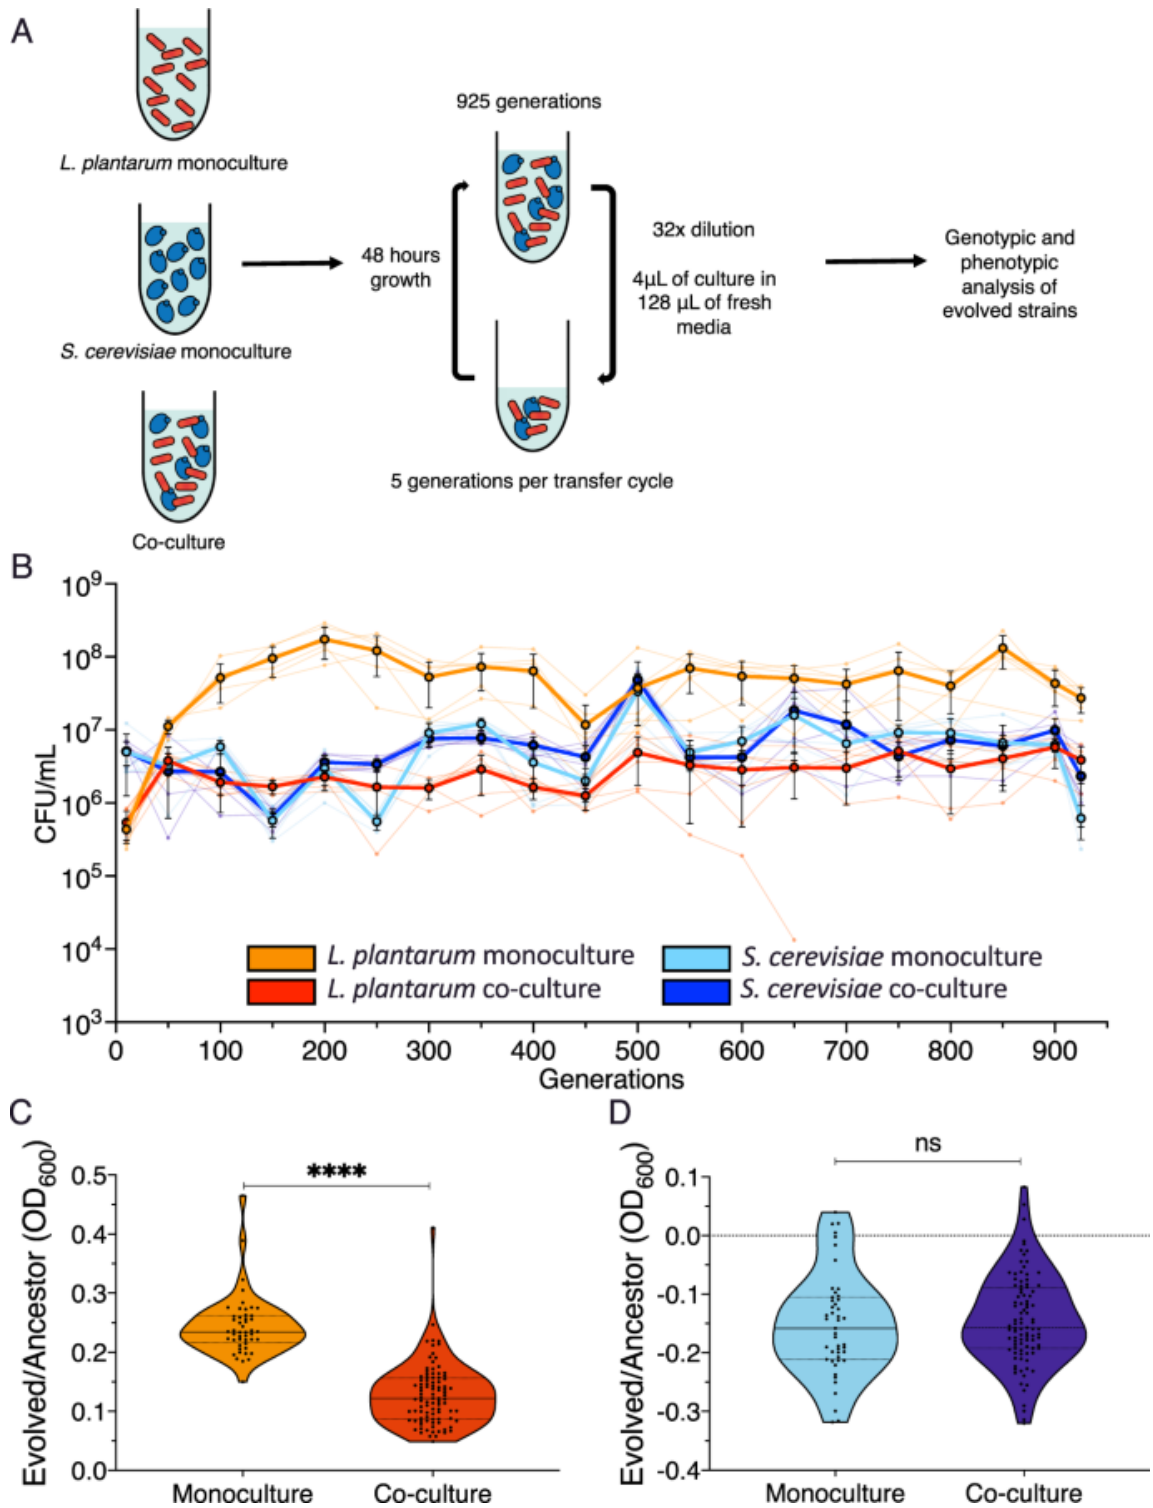 A
L. plantarum monoculture
S. cerevisiae monoculture
Co-culture
48 hours
growth
925 generations
5 generations per transfer cycle
32x dilution
4µL of culture in
128 µL of fresh
media
Genotypic and
phenotypic
analysis of
evolved strains
B
CFU/mL
10⁹
10⁸
10⁷
10⁶
10⁵
10⁴
10³
L. plantarum monoculture
L. plantarum co-culture
S. cerevisiae monoculture
S. cerevisiae co-culture
0 100 200 300 400 500 600 700 800 900
Generations
C
Evolved/Ancestor (OD₆₀₀)
0.5
0.4
0.3
0.2
0.1
0.0
****
Monoculture Co-culture
D
Evolved/Ancestor (OD₆₀₀)
0.1
0.0
-0.1
-0.2
-0.3
-0.4
ns
Monoculture Co-culture